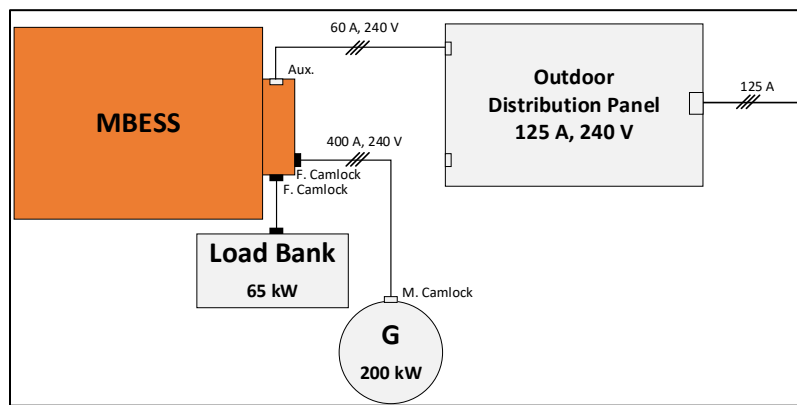 60 A, 240 V
Aux.
MBESS
Outdoor
Distribution Panel
125 A, 240 V
125 A
400 A, 240 V
F. Camlock
F. Camlock
Load Bank
65 kW
M. Camlock
G
200 kW